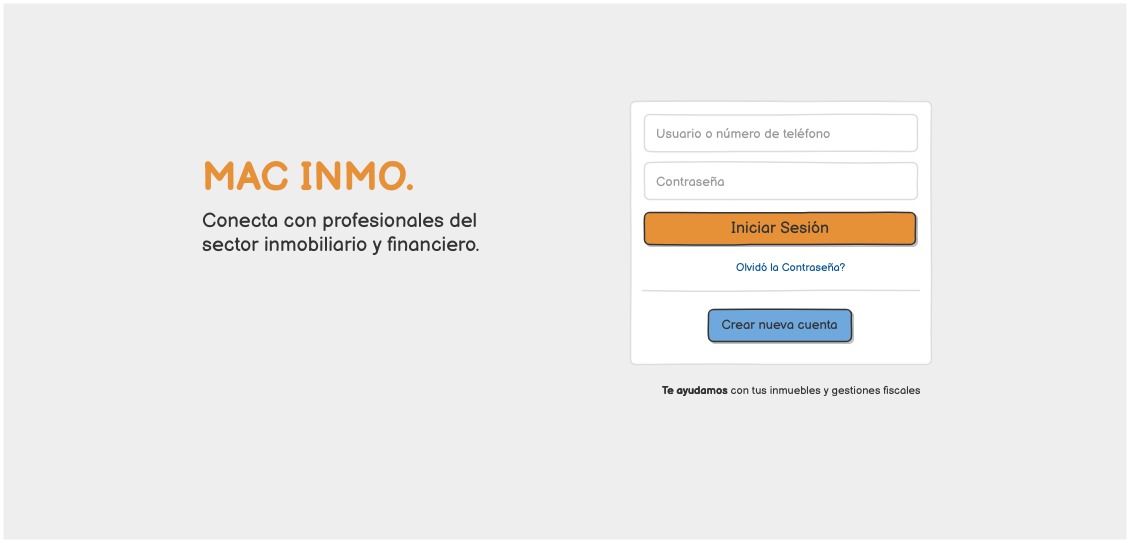 MAC INMO.
Conecta con profesionales del
sector inmobiliario y financiero.
Usuario o número de teléfono
Contraseña
Iniciar Sesión
Olvidó la Contraseña?
Crear nueva cuenta
Te ayudamos con tus inmuebles y gestiones fiscales